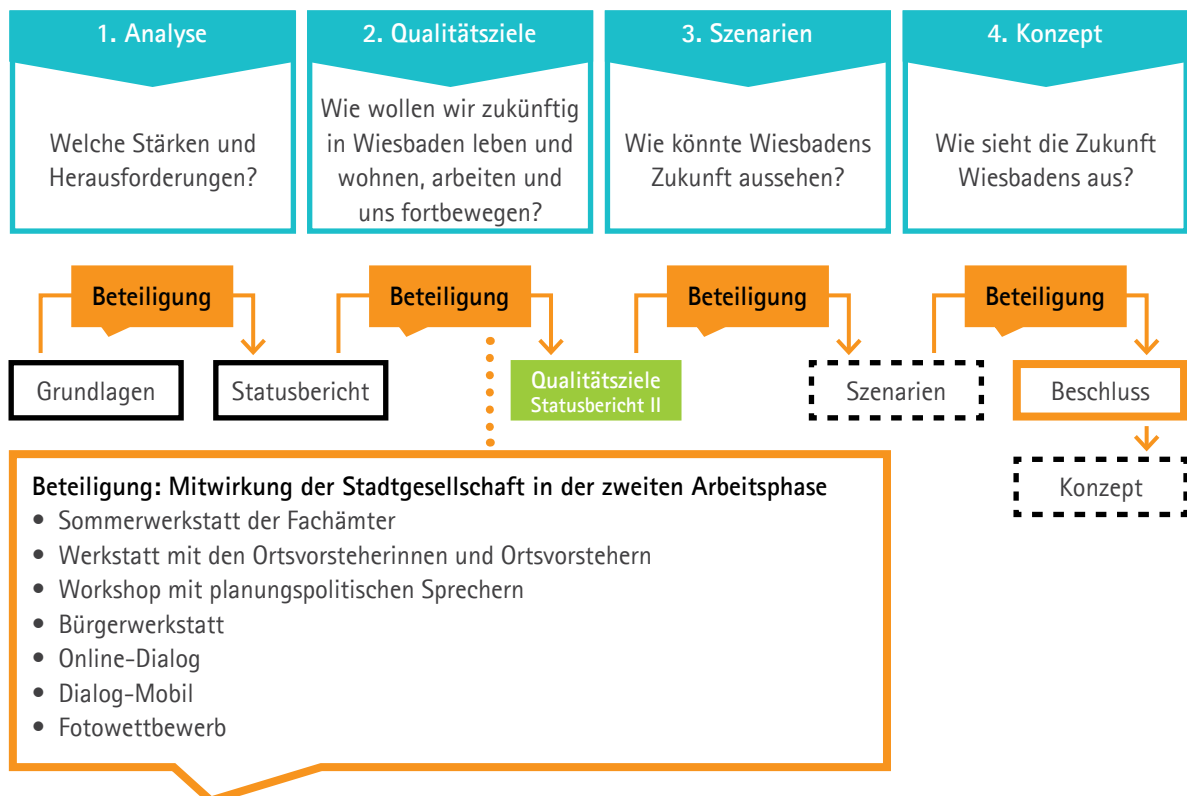 1. Analyse
Welche Stärken und
Herausforderungen?
2. Qualitätsziele
Wie wollen wir zukünftig
in Wiesbaden leben und
wohnen, arbeiten und
uns fortbewegen?
3. Szenarien
Wie könnte Wiesbadens
Zukunft aussehen?
4. Konzept
Wie sieht die Zukunft
Wiesbadens aus?
Beteiligung
Beteiligung
Beteiligung
Beteiligung
Grundlagen
Statusbericht
Qualitätsziele
Statusbericht II
Szenarien
Beschluss
Konzept
Beteiligung: Mitwirkung der Stadtgesellschaft in der zweiten Arbeitsphase
• Sommerwerkstatt der Fachämter
• Werkstatt mit den Ortsvorsteherinnen und Ortsvorstehern
• Workshop mit planungspolitischen Sprechern
• Bürgerwerkstatt
• Online-Dialog
• Dialog-Mobil
• Fotowettbewerb